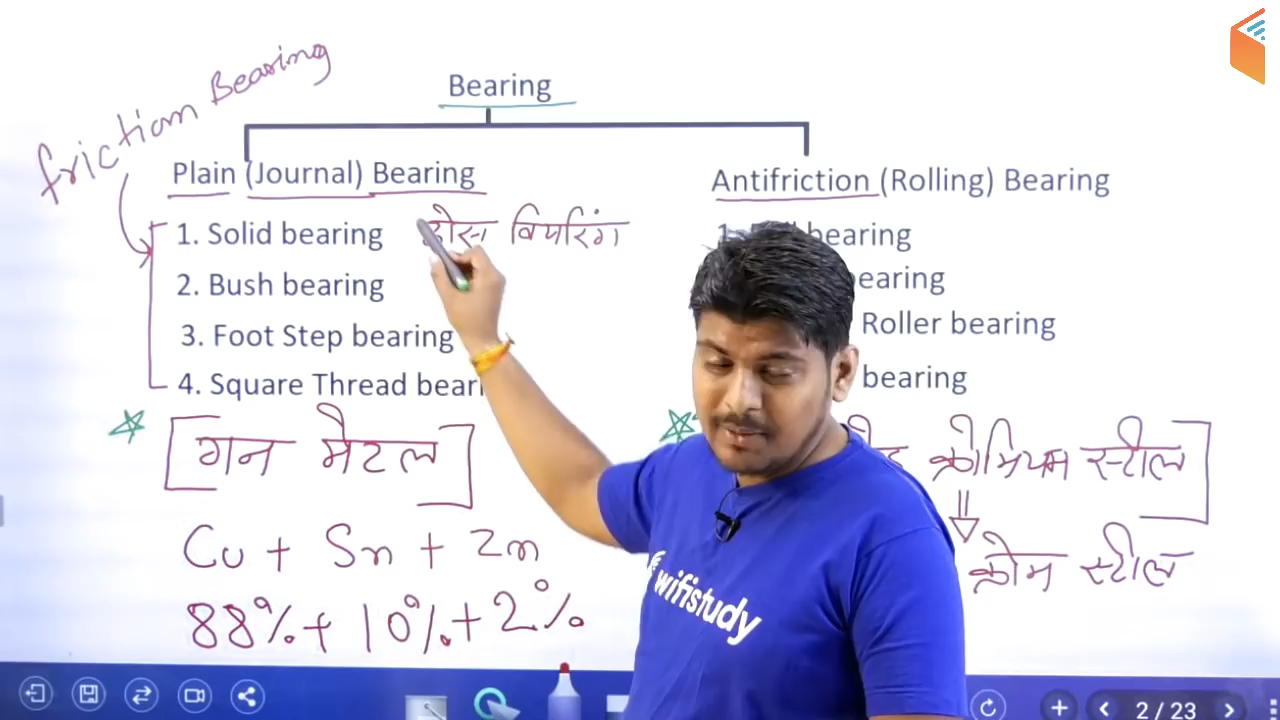 friction Bearing
Bearing
Plain (Journal) Bearing
Antifriction (Rolling) Bearing
1. Solid bearing
ठोस बियरिंग
bearing
2. Bush bearing
bearing
3. Foot Step bearing
Roller bearing
4. Square Thread beari
bearing
[गन मैटल]
क्रोमियम स्टील]
क्रोम स्टील
Cu + Sn + Zn
88% + 10% + 2%
wifistudy
2 / 23